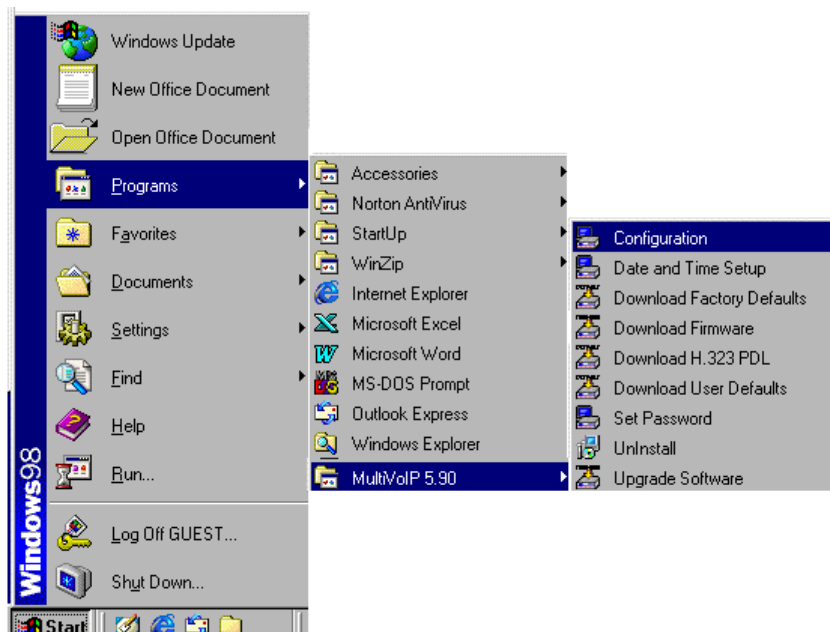 Windows Update
New Office Document
Open Office Document
Programs
Favorites
Documents
Settings
Find
Help
Run...
Log Off GUEST...
Shut Down...
Windows98
Start
Accessories
Norton AntiVirus
StartUp
WinZip
Internet Explorer
Microsoft Excel
Microsoft Word
MS-DOS Prompt
Outlook Express
Windows Explorer
MultiVoIP 5.90
Configuration
Date and Time Setup
Download Factory Defaults
Download Firmware
Download H.323 PDL
Download User Defaults
Set Password
UnInstall
Upgrade Software